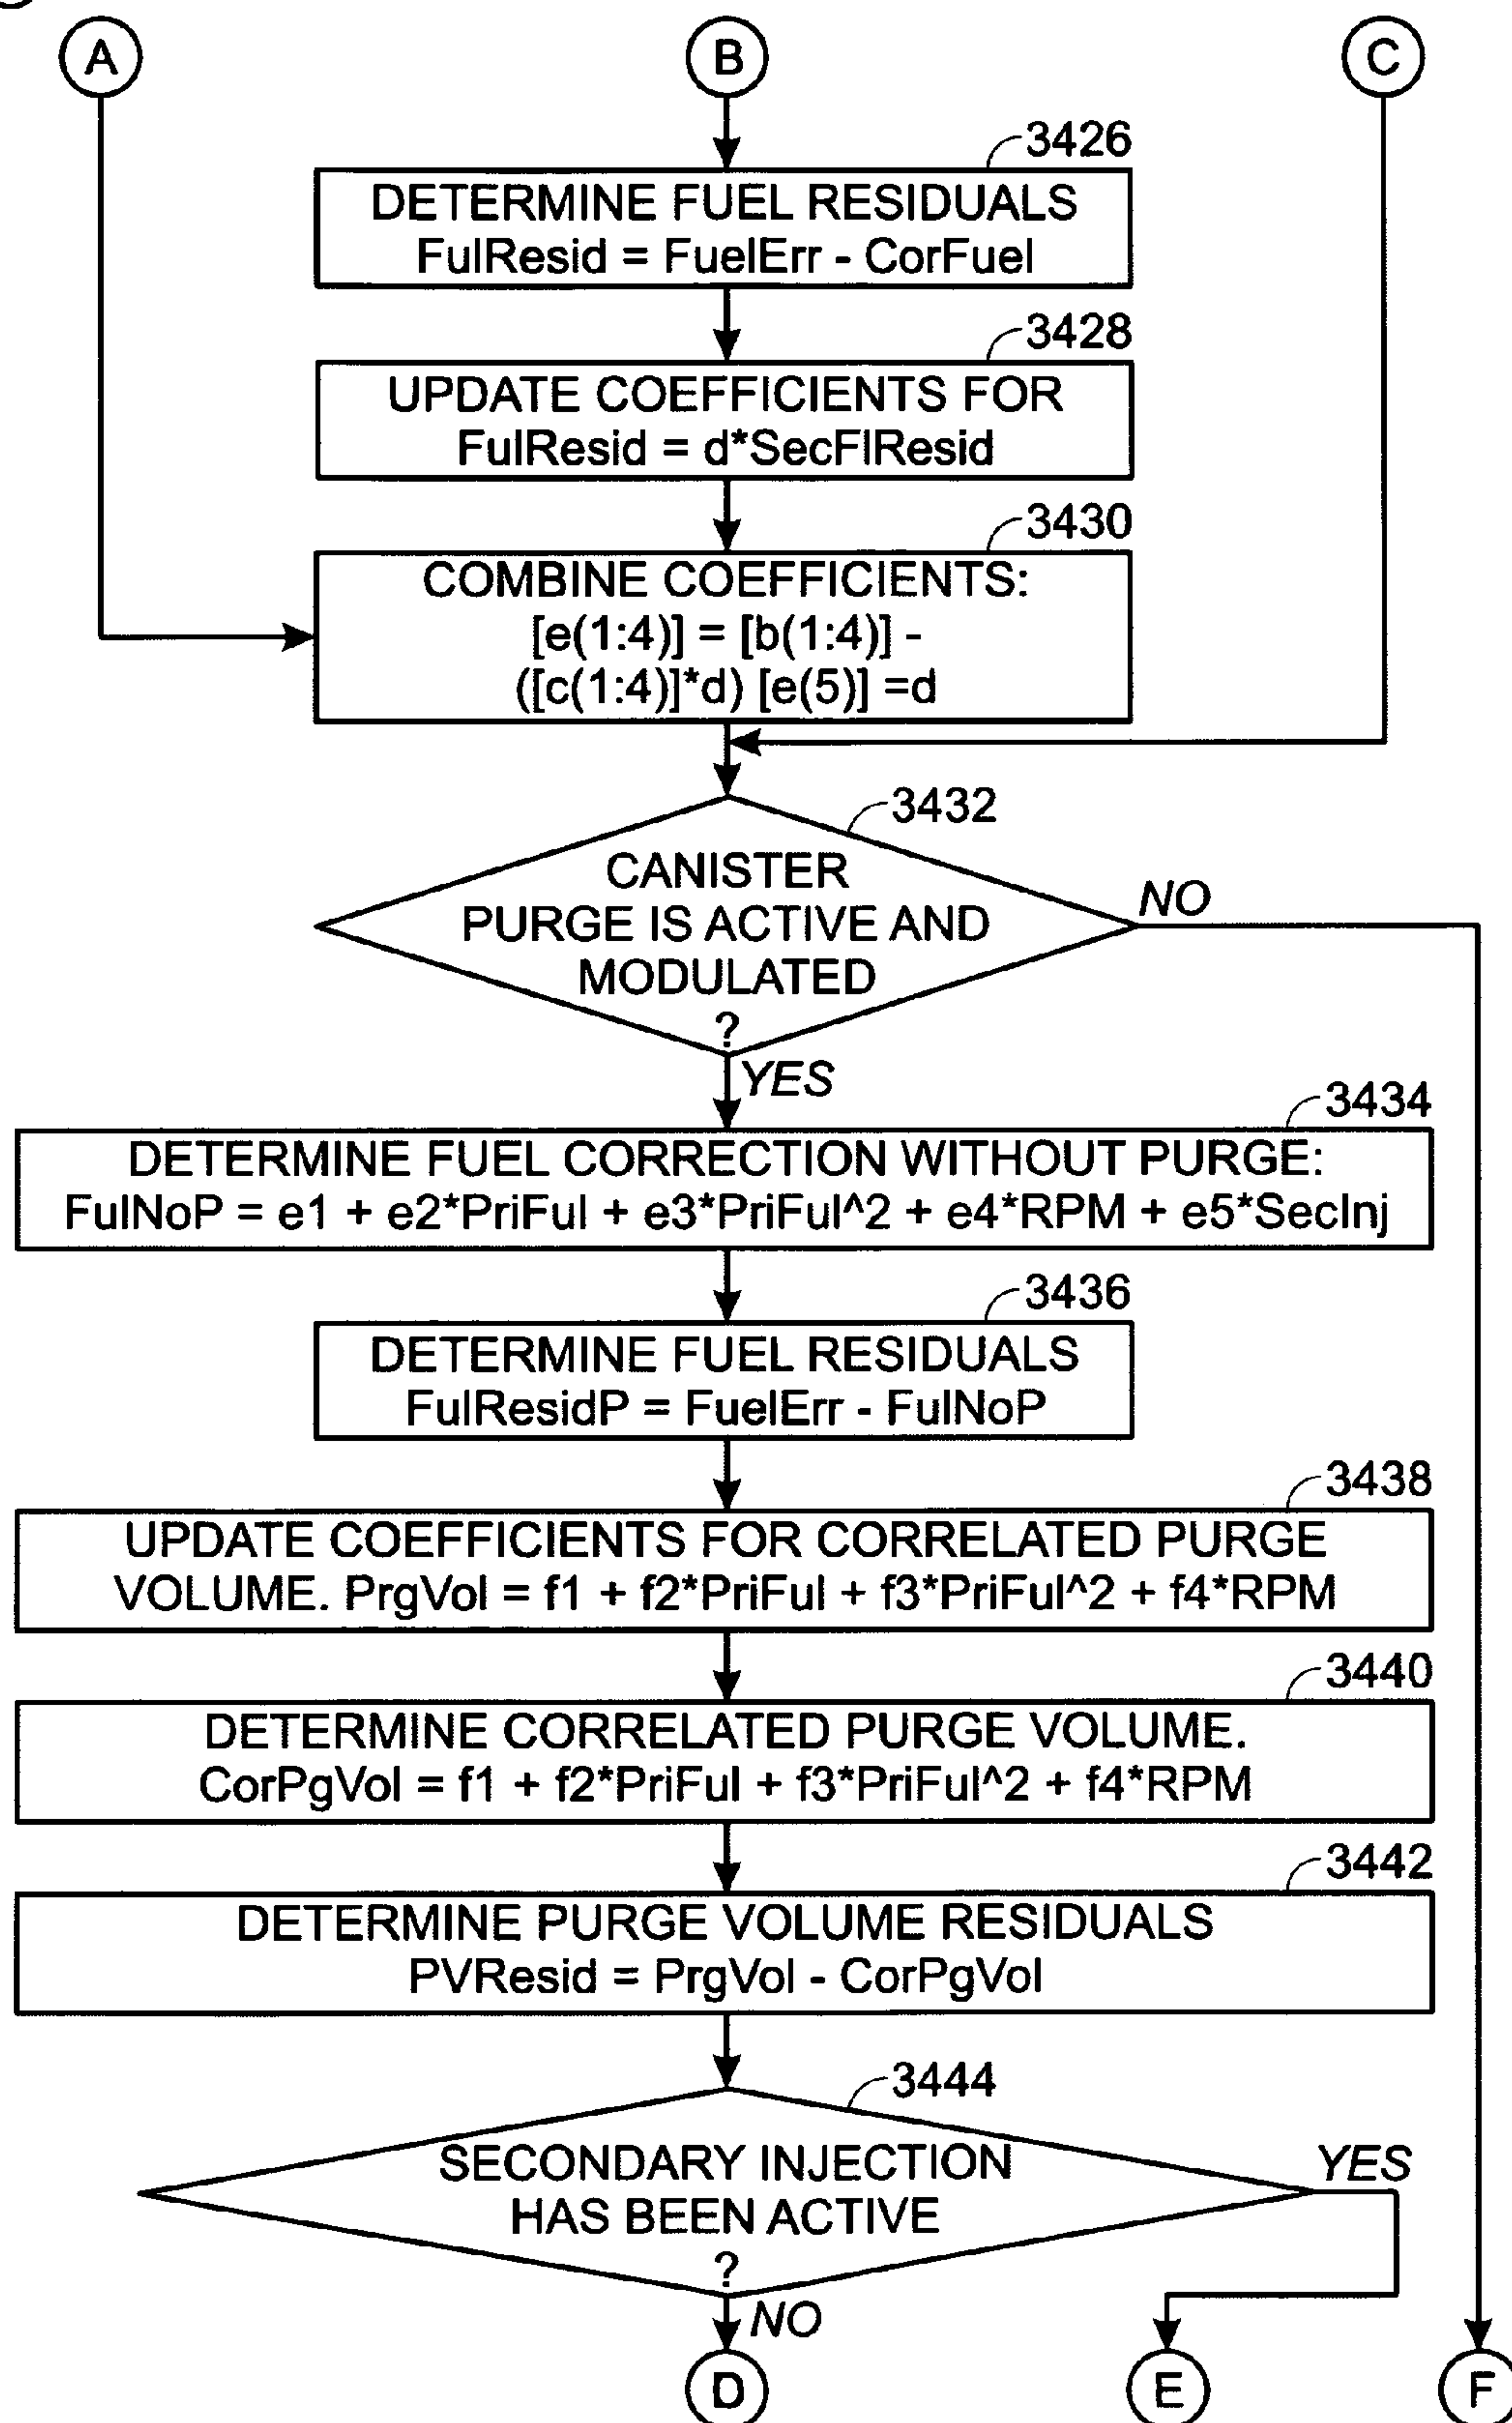 A
B
C
3426
DETERMINE FUEL RESIDUALS
FulResid = FuelErr - CorFuel
3428
UPDATE COEFFICIENTS FOR
FulResid = d*SecFlResid
3430
COMBINE COEFFICIENTS:
[e(1:4)] = [b(1:4)] -
([c(1:4)]*d) [e(5)] =d
3432
CANISTER
PURGE IS ACTIVE AND
MODULATED
?
NO
YES
3434
DETERMINE FUEL CORRECTION WITHOUT PURGE:
FulNoP = e1 + e2*PriFul + e3*PriFul^2 + e4*RPM + e5*SecInj
3436
DETERMINE FUEL RESIDUALS
FulResidP = FuelErr - FulNoP
3438
UPDATE COEFFICIENTS FOR CORRELATED PURGE
VOLUME. PrgVol = f1 + f2*PriFul + f3*PriFul^2 + f4*RPM
3440
DETERMINE CORRELATED PURGE VOLUME.
CorPgVol = f1 + f2*PriFul + f3*PriFul^2 + f4*RPM
3442
DETERMINE PURGE VOLUME RESIDUALS
PVResid = PrgVol - CorPgVol
3444
SECONDARY INJECTION
HAS BEEN ACTIVE
?
YES
NO
D
E
F